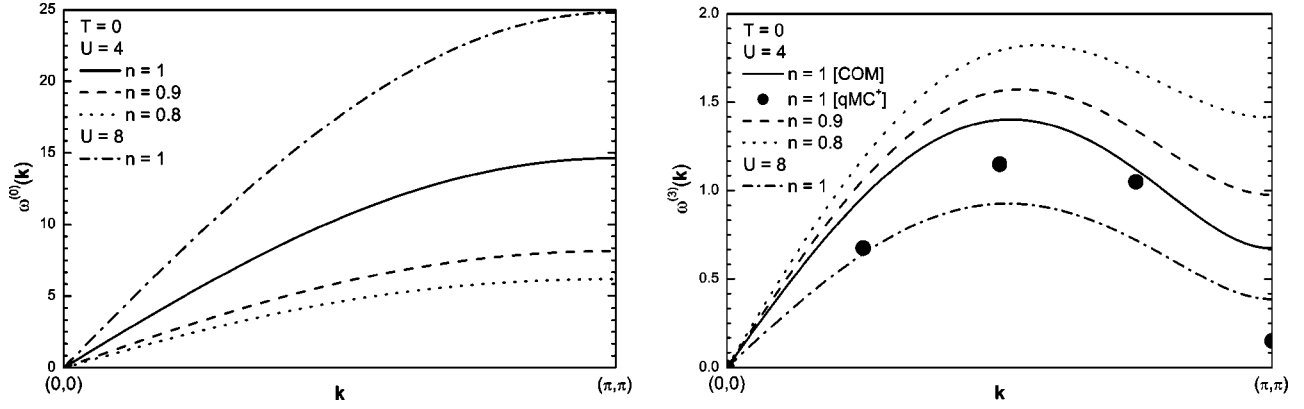 25
20
15
10
5
0
ω(0)(k)
T = 0
U = 4
n = 1
n = 0.9
n = 0.8
U = 8
n = 1
(0,0)
k
(π,π)
2.0
1.5
1.0
0.5
0.0
ω(3)(k)
T = 0
U = 4
n = 1 [COM]
n = 1 [qMC+]
n = 0.9
n = 0.8
U = 8
n = 1
(0,0)
k
(π,π)